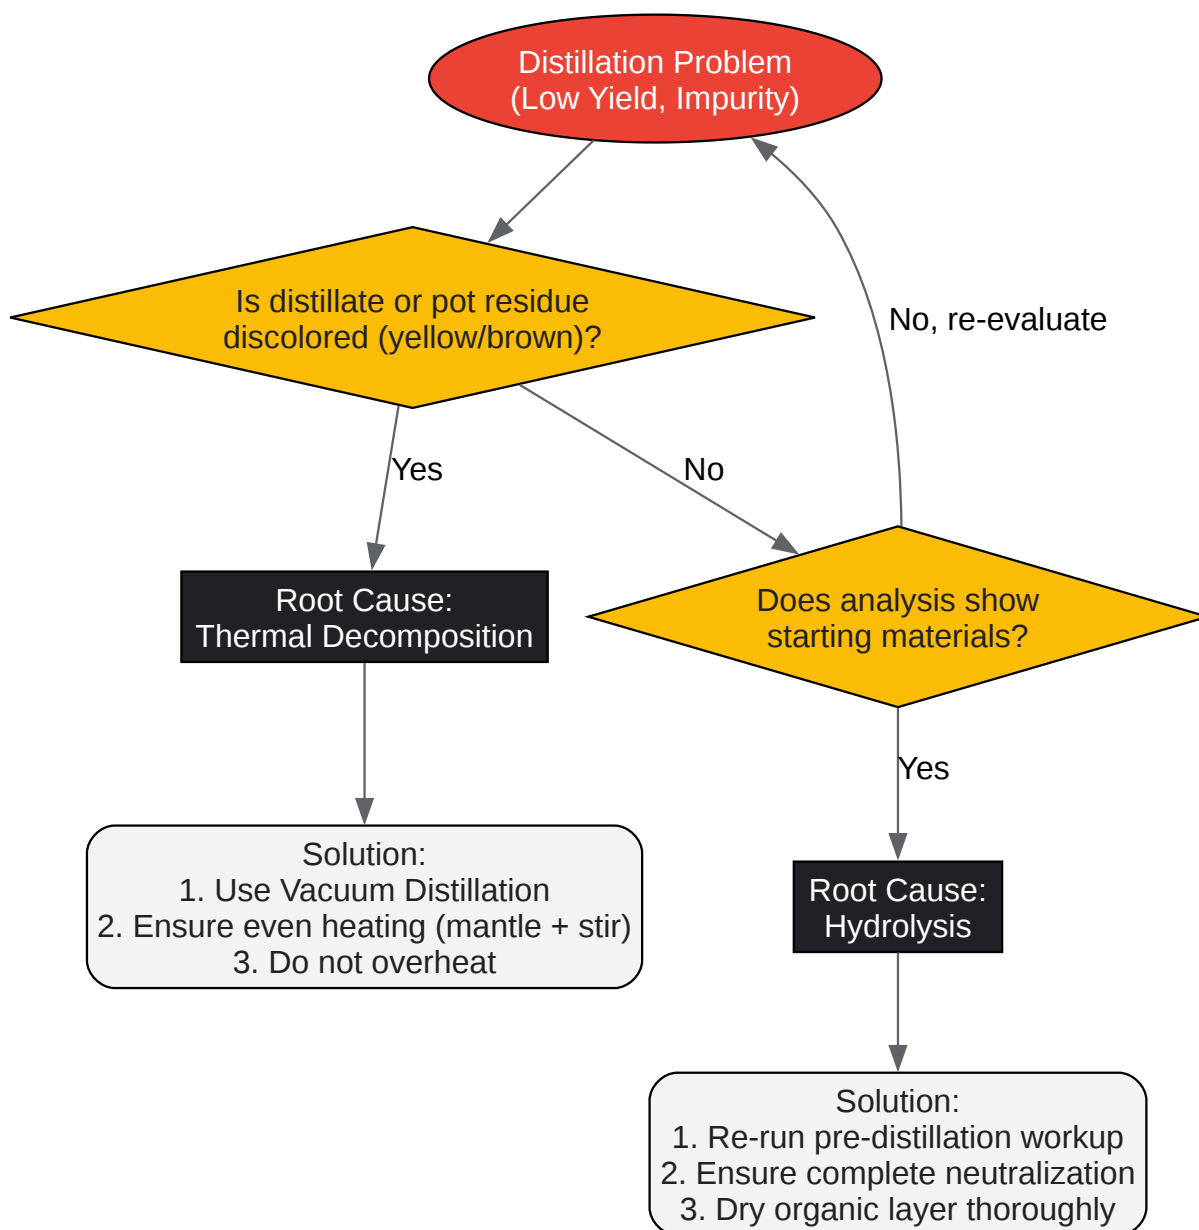 Distillation Problem
(Low Yield, Impurity)
Is distillate or pot residue
discolored (yellow/brown)?
No, re-evaluate
Yes
No
Root Cause:
Thermal Decomposition
Does analysis show
starting materials?
Yes
Solution:
1. Use Vacuum Distillation
2. Ensure even heating (mantle + stir)
3. Do not overheat
Root Cause:
Hydrolysis
Solution:
1. Re-run pre-distillation workup
2. Ensure complete neutralization
3. Dry organic layer thoroughly